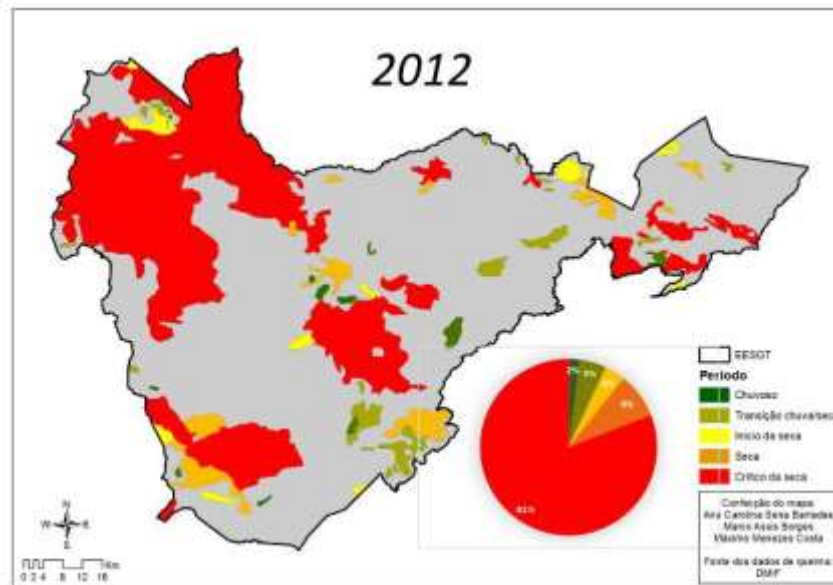 2012
EESGT
Período
Chuvoso
Transição chuva/seca
Início da seca
Seca
Crítico da seca
2%
81%
Confecção do mapa:
Ana Carolina Sena Barradas
Marco Assis Borges
Máximo Menezes Costa
Fonte dos dados de queima:
N
W E
S
Km
0 2 4 8 12 16